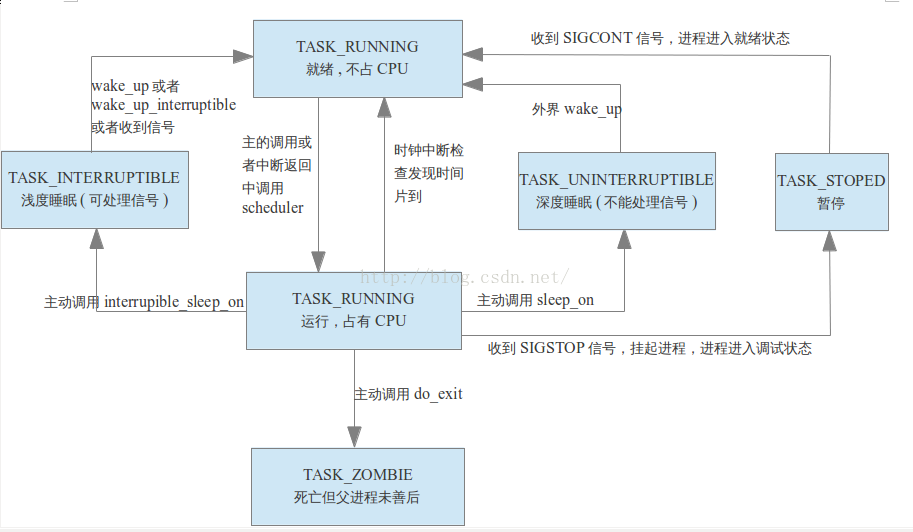 TASK_RUNNING
就绪 , 不占 CPU
收到 SIGCONT 信号，进程进入就绪状态
wake_up 或者
wake_up_interruptible
或者收到信号
外界 wake_up
主的调用或
者中断返回
中调用
scheduler
时钟中断检
查发现时间
片到
TASK_INTERRUPTIBLE
浅度睡眠 ( 可处理信号 )
TASK_UNINTERRUPTIBLE
深度睡眠 ( 不能处理信号 )
TASK_STOPED
暂停
http://blog.csdn.net/
主动调用 interrupible_sleep_on
TASK_RUNNING
运行，占有 CPU
主动调用 sleep_on
收到 SIGSTOP 信号，挂起进程，进程进入调试状态
主动调用 do_exit
TASK_ZOMBIE
死亡但父进程未善后